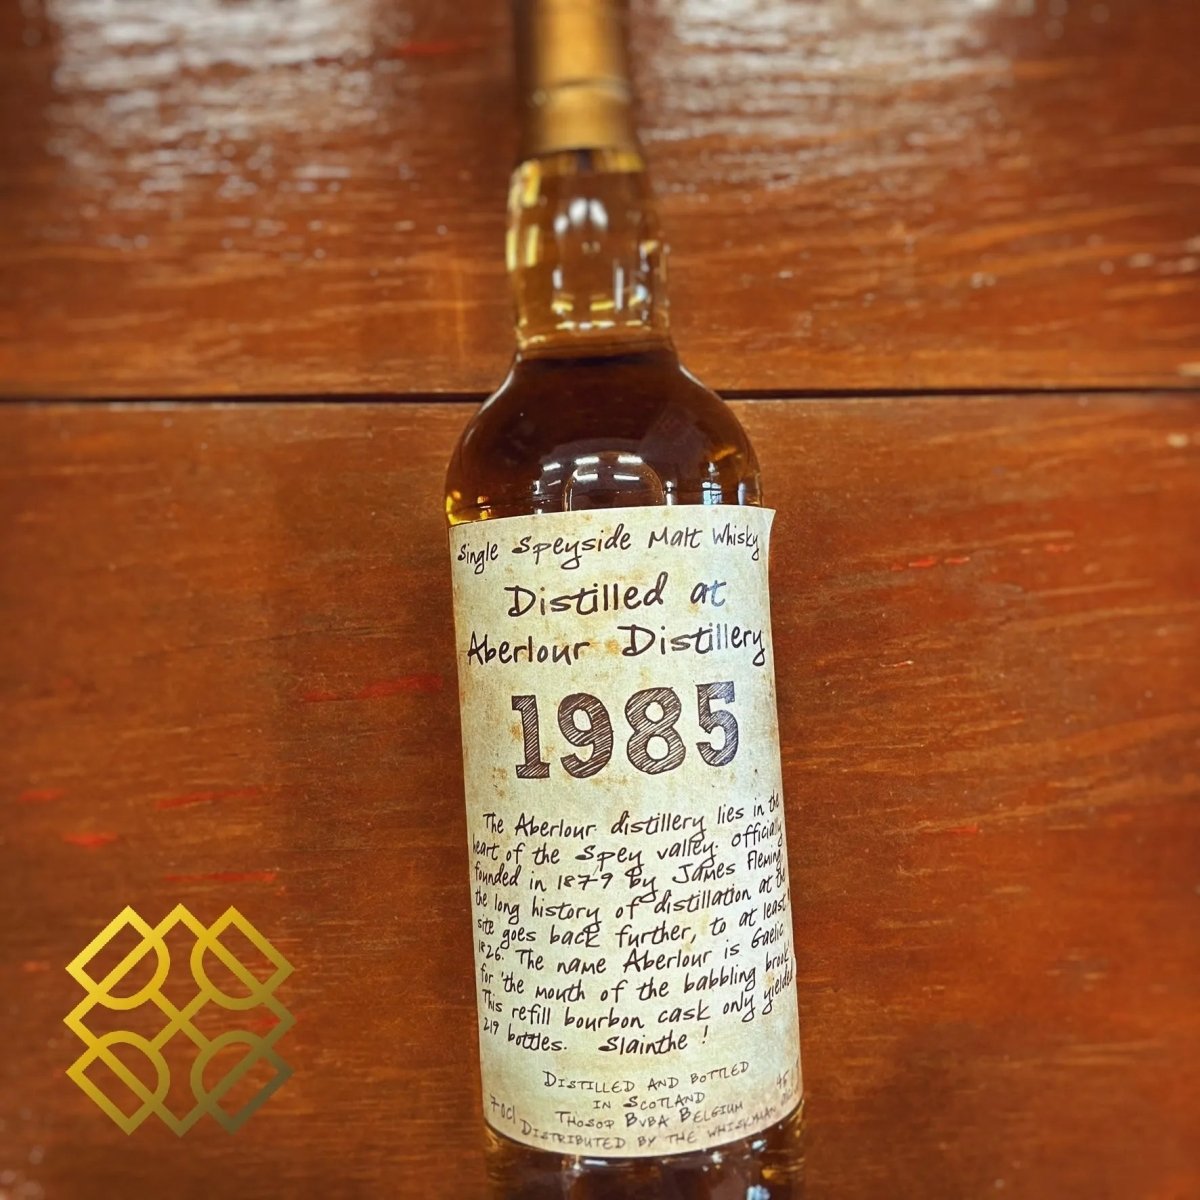 Single Speyside Malt Whisky
Distilled at
Aberlour Distillery
1985
The Aberlour distillery lies in the
heart of the Spey valley. Officially
founded in 1879 by James Fleming,
the long history of distillation at the
site goes back further, to at least
1826. The name Aberlour is Gaelic
for 'the mouth of the babbling brook'
This refill bourbon cask only yielded
219 bottles. Slainthe !
DISTILLED AND BOTTLED
IN SCOTLAND
70cl THOSOP BVBA BELGIUM
DISTRIBUTED BY THE WHISKYMAN